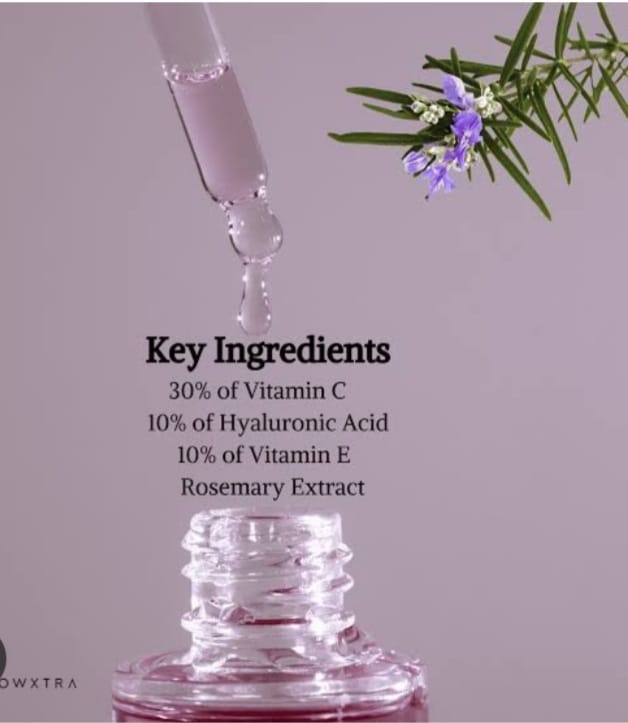 Key Ingredients
30% of Vitamin C
10% of Hyaluronic Acid
10% of Vitamin E
Rosemary Extract
OWXTRA